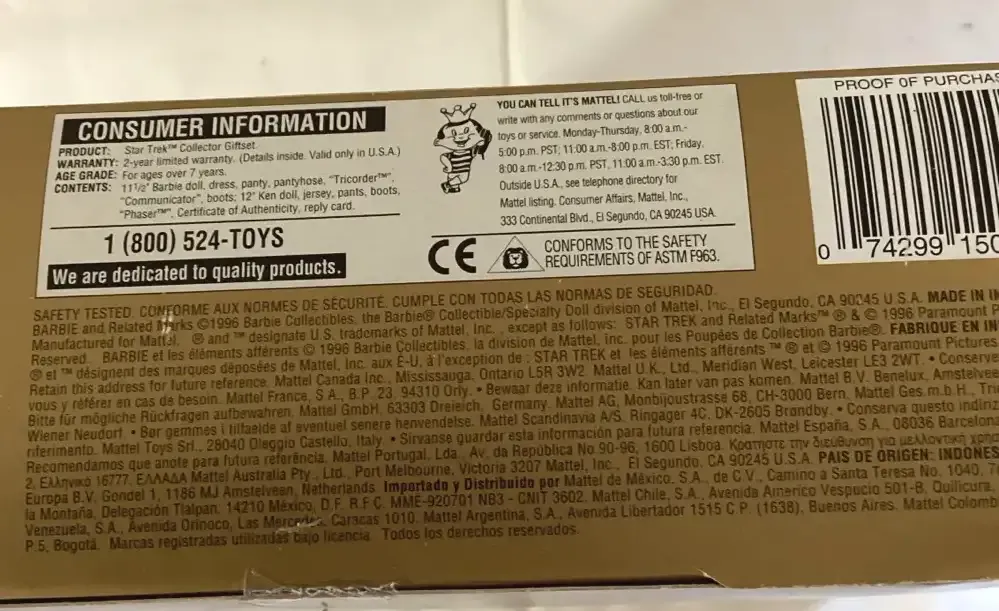 CONSUMER INFORMATION
PRODUCT: Star Trek™ Collector Giftset.
WARRANTY: 2-year limited warranty. (Details inside. Valid only in U.S.A.)
AGE GRADE: For ages over 7 years.
CONTENTS: 11½" Barbie doll, dress, panty, pantyhose, "Tricorder™",
"Communicator", boots; 12" Ken doll, jersey, pants, boots,
"Phaser™", Certificate of Authenticity, reply card.
1 (800) 524-TOYS
We are dedicated to quality products.
YOU CAN TELL IT'S MATTEL! CALL us toll-free or
write with any comments or questions about our
toys or service. Monday-Thursday, 8:00 a.m.-
5:00 p.m. PST; 11:00 a.m.-8:00 p.m. EST; Friday,
8:00 a.m.-12:30 p.m. PST, 11:00 a.m.-3:30 p.m. EST.
Outside U.S.A., see telephone directory for
Mattel listing. Consumer Affairs, Mattel, Inc.,
333 Continental Blvd., El Segundo, CA 90245 USA.
CE
CONFORMS TO THE SAFETY
REQUIREMENTS OF ASTM F963.
PROOF OF PURCHAS
0 74299 150
SAFETY TESTED. CONFORME AUX NORMES DE SÉCURITÉ. CUMPLE CON TODAS LAS NORMAS DE SEGURIDAD.
BARBIE and Related Marks ©1996 Barbie Collectibles, the Barbie® Collectible/Specialty Doll division of Mattel, Inc., El Segundo, CA 90245 U.S.A. MADE IN
Manufactured for Mattel. ® and ™ designate U.S. trademarks of Mattel, Inc., except as follows: STAR TREK and Related Marks™ ® & © 1996 Paramount P
Reserved. BARBIE et les éléments afférents © 1996 Barbie Collectibles, la division de Mattel, Inc. pour les Poupées de Collection Barbie®. FABRIQUE EN IN
® et ™ désignent des marques déposées de Mattel, Inc. aux É-U, à l'exception de : STAR TREK et les éléments afférents ™ ® et © 1996 Paramount Pictures
Retain this address for future reference. Mattel Canada Inc., Mississauga, Ontario L5R 3W2. Mattel U.K., Ltd., Meridian West, Leicester LE3 2WT. • Conserve
vous y référer en cas de besoin. Mattel France, S.A., B.P. 23, 94310 Orly. • Bewaar deze informatie. Kan later van pas komen. Mattel B.V. Benelux, Amstelvee
Bitte für mögliche Rückfragen aufbewahren. Mattel GmbH, 63303 Dreieich, Germany. Mattel AG, Monbijoustrasse 68, CH-3000 Bern. Mattel Ges.m.b.H.,
Wiener Neudorf. • Bør gemmes i tilfaelde af eventuel senere henvendelse. Mattel Scandinavia A/S, Ringager 4C, DK-2605 Brøndby. • Conserva questo indiriz
riferimento. Mattel Toys Srl., 28040 Oleggio Castello, Italy. • Sírvanse guardar esta información para futura referencia. Mattel España, S.A., 08036 Barcelona
Recomendamos que anote para futura referência. Mattel Portugal, Lda., Av. da República No 90-96, 1600 Lisboa. Κρατήστε την διεύθυνση για μελλοντική χρησ
2, Ελληνικό 16777, ΕΛΛΑΔΑ Mattel Australia Pty., Ltd., Port Melbourne, Victoria 3207 Mattel, Inc., El Segundo, CA 90245 U.S.A. PAIS DE ORIGEN: INDONES
Europa B.V. Gondel 1, 1186 MJ Amstelveen, Netherlands. Importado y Distribuido por Mattel de México, S.A., de C.V., Camino a Santa Teresa No. 1040,
la Montaña, Delegación Tlalpan. 14210 México, D.F. R.F.C. MME-920701 NB3 - CNIT 3602. Mattel Chile, S.A., Avenida Americo Vespucio 501-B, Quilicura,
Venezuela, S.A., Avenida Orinoco, Las Mercedes, Caracas 1010. Mattel Argentina, S.A., Avenida Libertador 1515 C.P. (1638), Buenos Aires. Mattel Colomb
P.5, Bogotá. Marcas registradas utilizadas bajo licencia. Todos los derechos reservados.